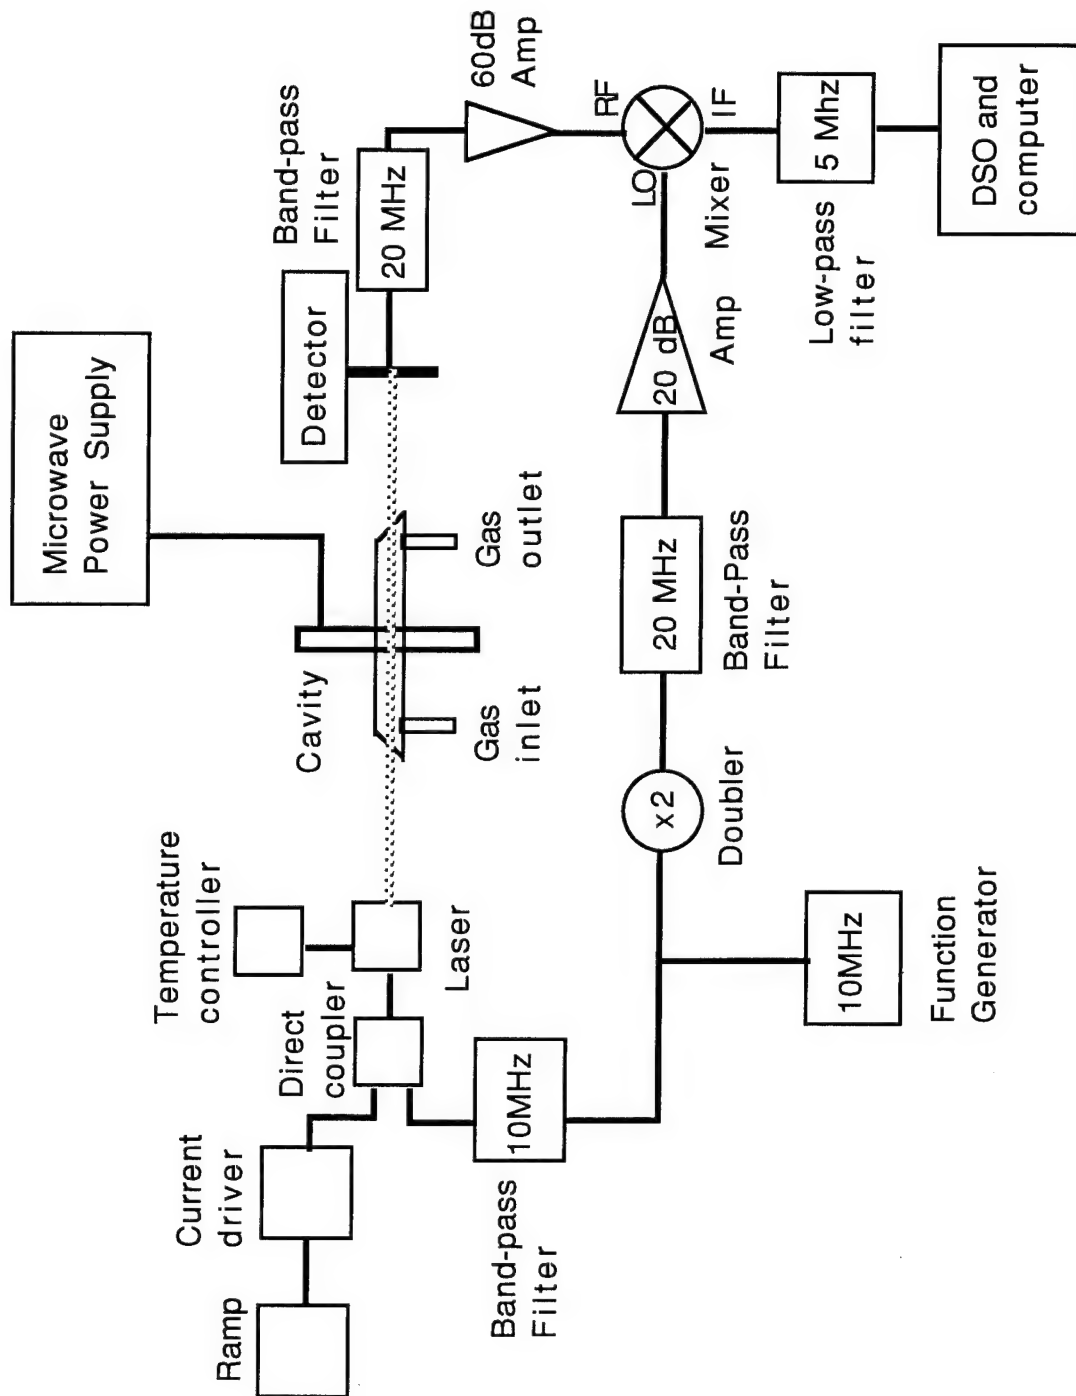 Microwave
Power Supply
Ramp
Current
driver
Direct
coupler
Temperature
controller
Laser
Cavity
Gas
inlet
Gas
outlet
Detector
Band-pass
Filter
20 MHz
60dB
Amp
Band-pass
Filter
10MHz
10MHz
Function
Generator
x2
Doubler
20 MHz
Band-Pass
Filter
20 dB
Amp
LO
RF
IF
Mixer
5 Mhz
Low-pass
filter
DSO and
computer